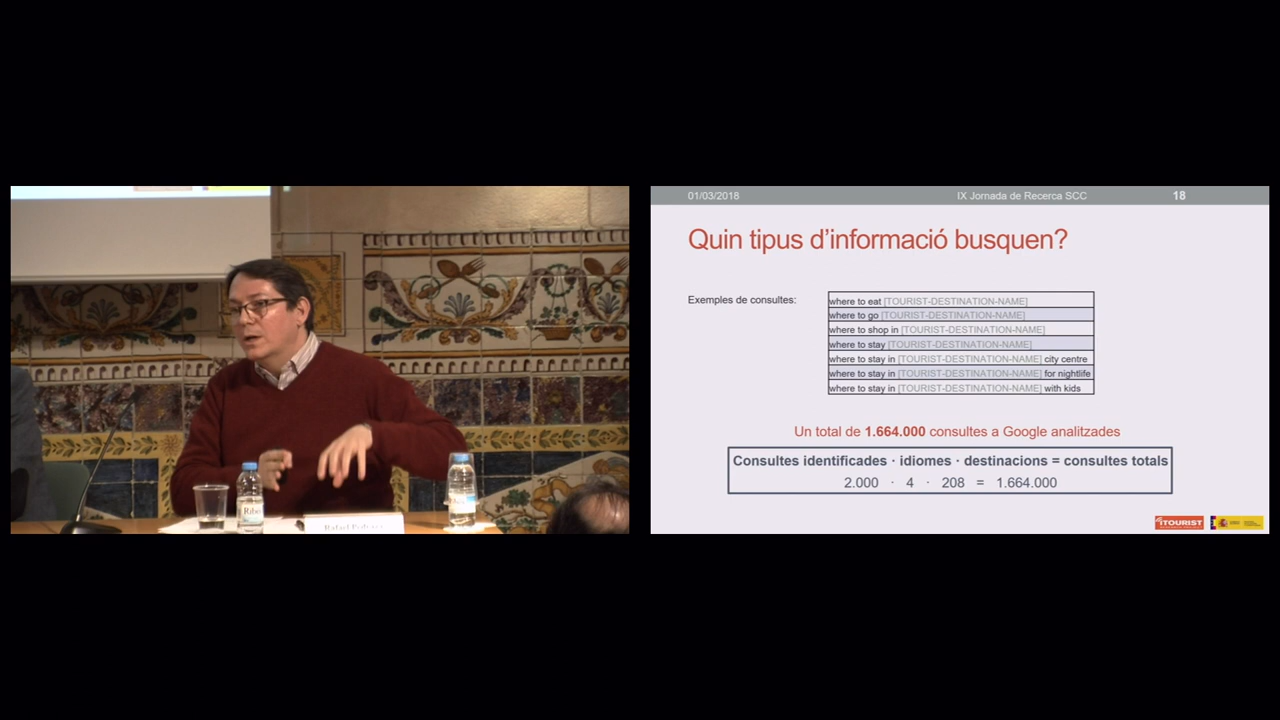 01/03/2018
IX Jornada de Recerca SCC
18
Quin tipus d'informació busquen?
Exemples de consultes:
where to eat [TOURIST-DESTINATION-NAME]
where to go [TOURIST-DESTINATION-NAME]
where to shop in [TOURIST-DESTINATION-NAME]
where to stay [TOURIST-DESTINATION-NAME]
where to stay in [TOURIST-DESTINATION-NAME] city centre
where to stay in [TOURIST-DESTINATION-NAME] for nightlife
where to stay in [TOURIST-DESTINATION-NAME] with kids
Un total de 1.664.000 consultes a Google analitzades
Consultes identificades · idiomes · destinacions = consultes totals
2.000 · 4 · 208 = 1.664.000
ITOURIST
Rafael